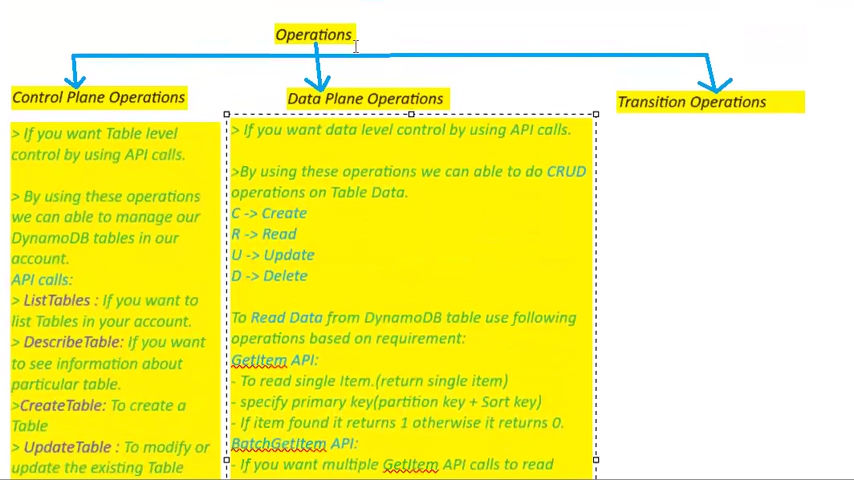 Operations
Control Plane Operations
Data Plane Operations
Transition Operations
> If you want Table level
control by using API calls.
> By using these operations
we can able to manage our
DynamoDB tables in our
account.
API calls:
> ListTables : If you want to
list Tables in your account.
> DescribeTable: If you want
to see information about
particular table.
>CreateTable: To create a
Table
> UpdateTable : To modify or
update the existing Table
> If you want data level control by using API calls.
>By using these operations we can able to do CRUD
operations on Table Data.
C -> Create
R -> Read
U -> Update
D -> Delete
To Read Data from DynamoDB table use following
operations based on requirement:
GetItem API:
- To read single Item.(return single item)
- specify primary key(partition key + Sort key)
- If item found it returns 1 otherwise it returns 0.
BatchGetItem API:
- If you want multiple GetItem API calls to read